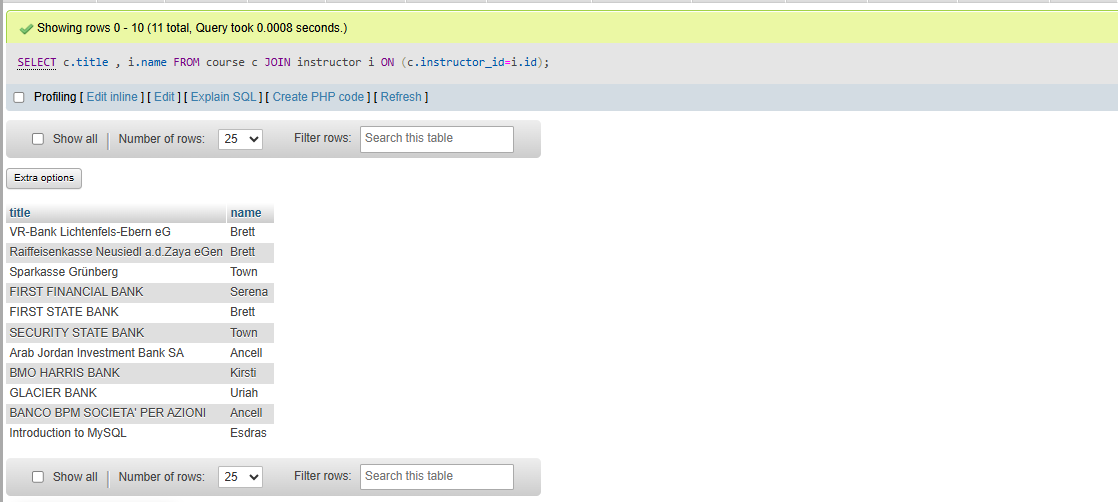 Showing rows 0 - 10 (11 total, Query took 0.0008 seconds.)
SELECT c.title , i.name FROM course c JOIN instructor i ON (c.instructor_id=i.id);
Profiling [ Edit inline ] [ Edit ] [ Explain SQL ] [ Create PHP code ] [ Refresh ]
Show all | Number of rows: 25 Filter rows: Search this table
Extra options
title name
VR-Bank Lichtenfels-Ebern eG Brett
Raiffeisenkasse Neusiedl a.d.Zaya eGen Brett
Sparkasse Grünberg Town
FIRST FINANCIAL BANK Serena
FIRST STATE BANK Brett
SECURITY STATE BANK Town
Arab Jordan Investment Bank SA Ancell
BMO HARRIS BANK Kirsti
GLACIER BANK Uriah
BANCO BPM SOCIETA' PER AZIONI Ancell
Introduction to MySQL Esdras
Show all | Number of rows: 25 Filter rows: Search this table